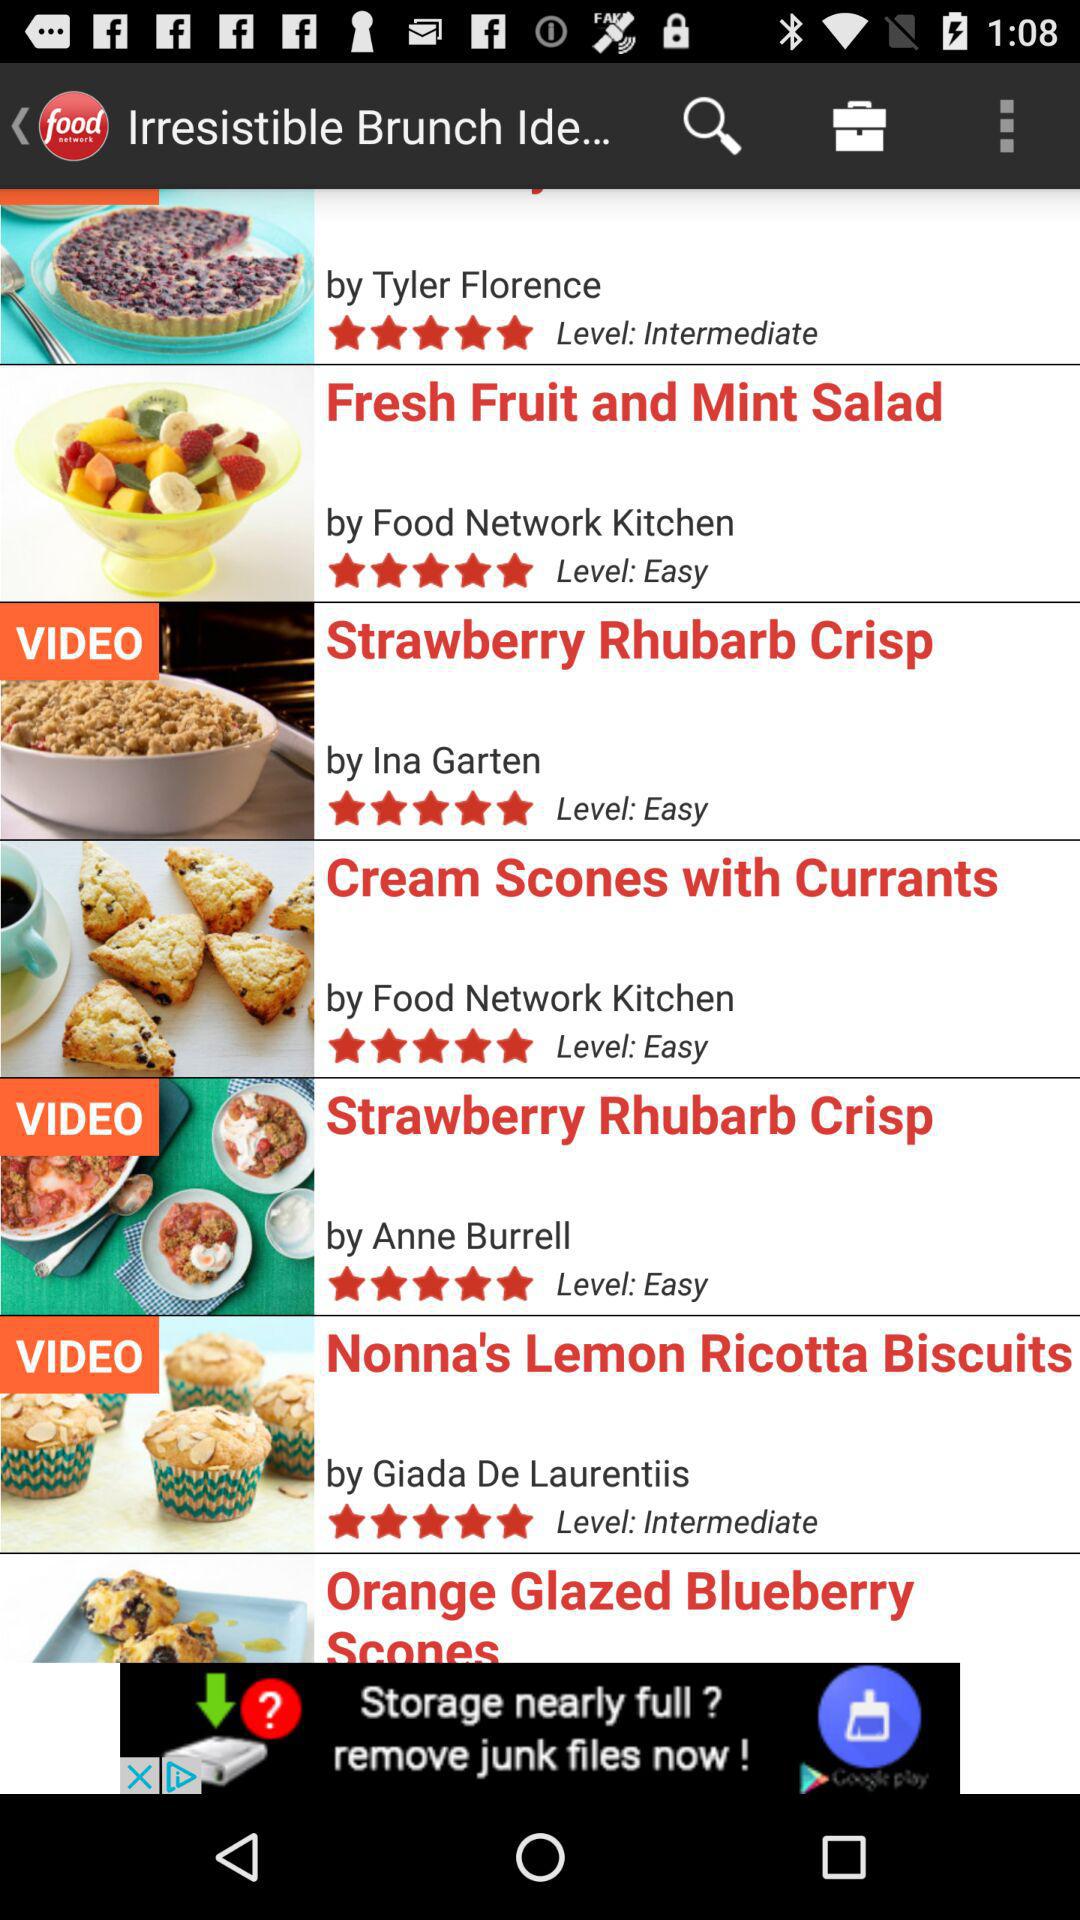 FAK
1:08
food
network
Irresistible Brunch Ide...
by Tyler Florence
Level: Intermediate
Fresh Fruit and Mint Salad
by Food Network Kitchen
Level: Easy
VIDEO
Strawberry Rhubarb Crisp
by Ina Garten
Level: Easy
Cream Scones with Currants
by Food Network Kitchen
Level: Easy
VIDEO
Strawberry Rhubarb Crisp
by Anne Burrell
Level: Easy
VIDEO
Nonna's Lemon Ricotta Biscuits
by Giada De Laurentiis
Level: Intermediate
Orange Glazed Blueberry
Scones
Storage nearly full ?
remove junk files now !
Google play